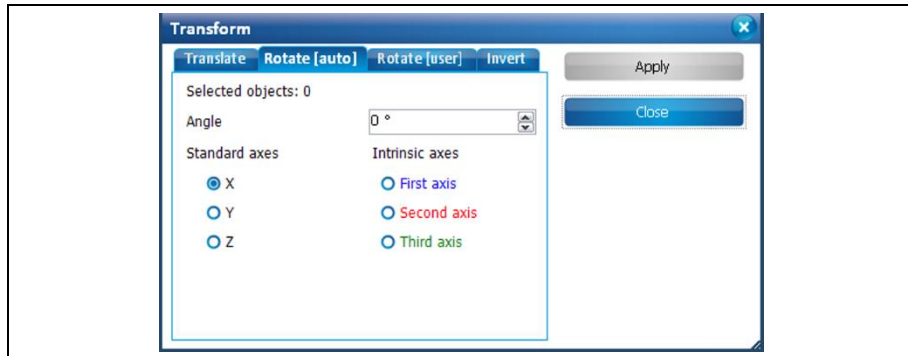 Transform
Translate Rotate [auto] Rotate [user] Invert
Apply
Selected objects: 0
Close
Angle 0 °
Standard axes Intrinsic axes
X First axis
Y Second axis
Z Third axis